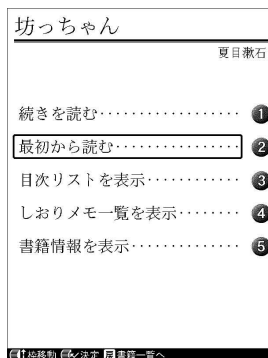 坊っちゃん
夏目漱石
続きを読む・・・・・・・・・・・・・・・・・・ 1
最初から読む・・・・・・・・・・・・・・・・ 2
目次リストを表示・・・・・・・・・・・・ 3
しおりメモ一覧を表示・・・・・・・・ 4
書籍情報を表示・・・・・・・・・・・・・・ 5
枠移動 決定 戻 書籍一覧へ